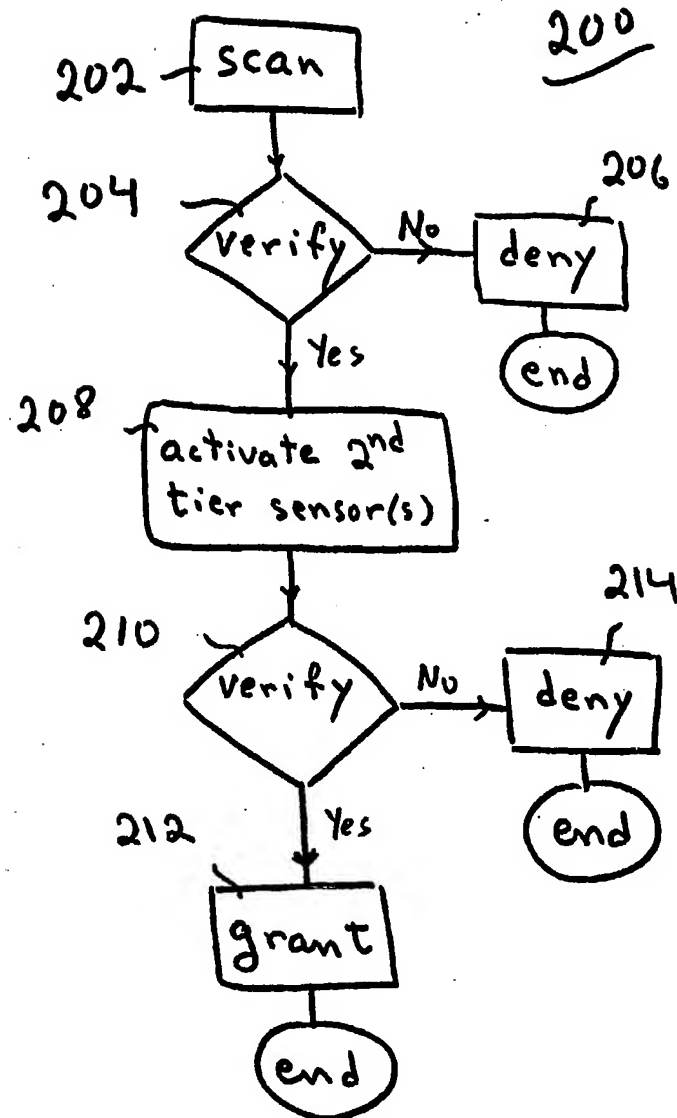 200
202
scan
204
verify
No
206
deny
end
Yes
208
activate 2nd
tier sensor(s)
210
verify
No
214
deny
end
Yes
212
grant
end